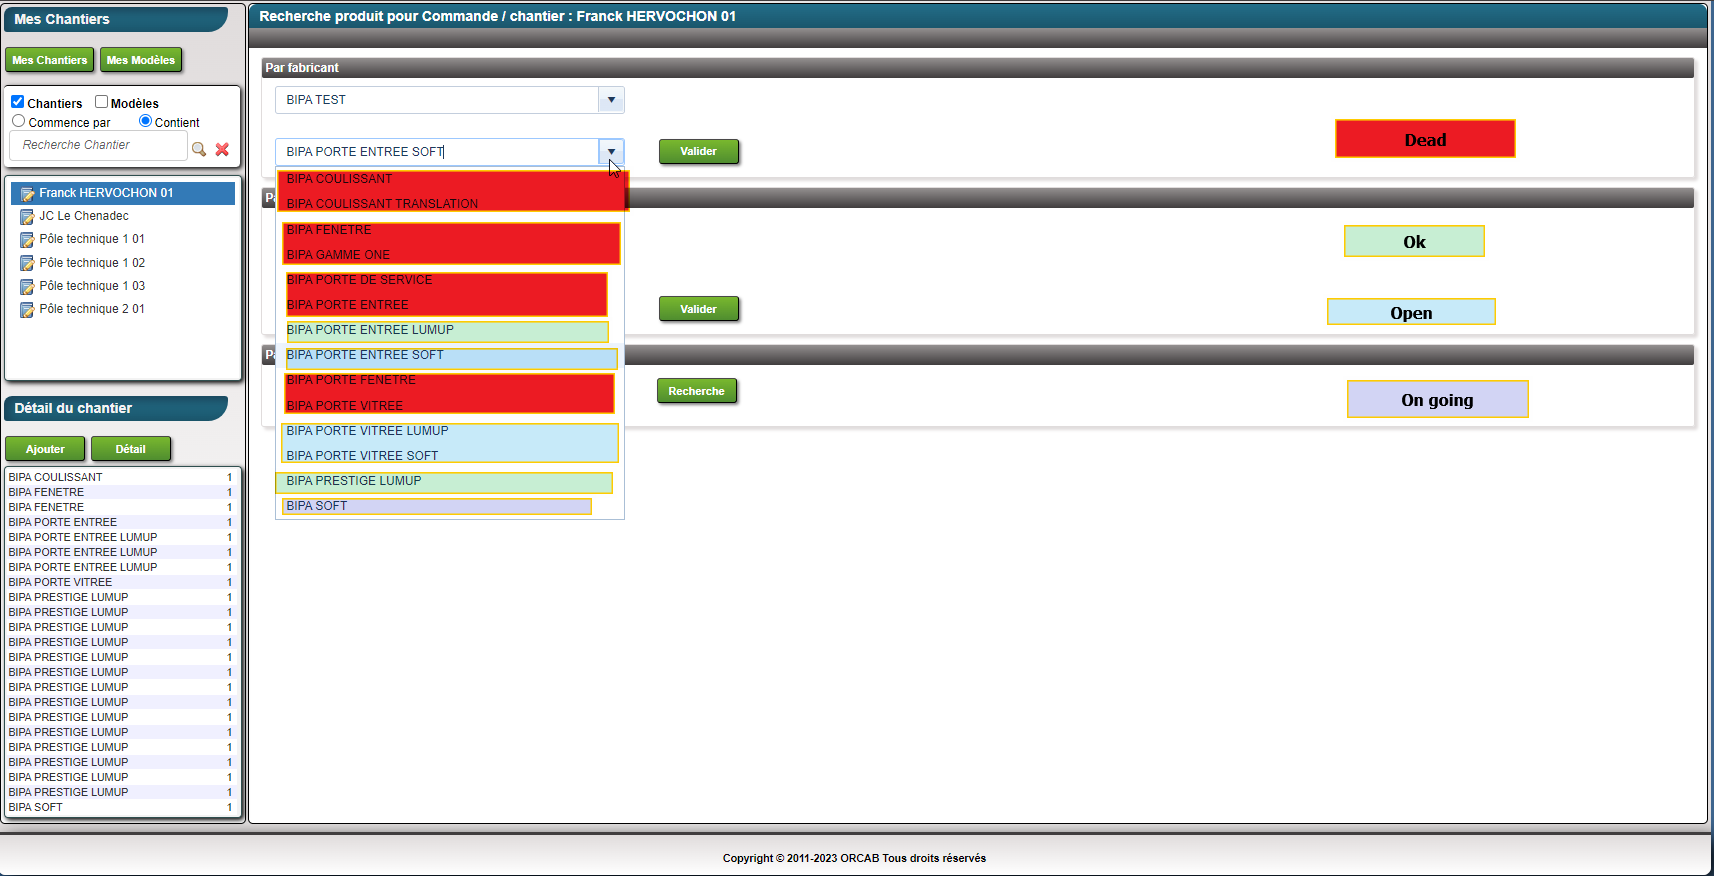 Mes Chantiers
Mes Chantiers Mes Modèles
Chantiers Modèles
Commence par Contient
Recherche Chantier
Franck HERVOCHON 01
JC Le Chenadec
Pôle technique 1 01
Pôle technique 1 02
Pôle technique 1 03
Pôle technique 2 01
Détail du chantier
Ajouter Détail
BIPA COULISSANT 1
BIPA FENETRE 1
BIPA FENETRE 1
BIPA PORTE ENTREE 1
BIPA PORTE ENTREE LUMUP 1
BIPA PORTE ENTREE LUMUP 1
BIPA PORTE ENTREE LUMUP 1
BIPA PORTE VITREE 1
BIPA PRESTIGE LUMUP 1
BIPA PRESTIGE LUMUP 1
BIPA PRESTIGE LUMUP 1
BIPA PRESTIGE LUMUP 1
BIPA PRESTIGE LUMUP 1
BIPA PRESTIGE LUMUP 1
BIPA PRESTIGE LUMUP 1
BIPA PRESTIGE LUMUP 1
BIPA PRESTIGE LUMUP 1
BIPA PRESTIGE LUMUP 1
BIPA PRESTIGE LUMUP 1
BIPA PRESTIGE LUMUP 1
BIPA PRESTIGE LUMUP 1
BIPA PRESTIGE LUMUP 1
BIPA SOFT 1
Recherche produit pour Commande / chantier : Franck HERVOCHON 01
Par fabricant
BIPA TEST
BIPA PORTE ENTREE SOFT Valider
Dead
BIPA COULISSANT
BIPA COULISSANT TRANSLATION
BIPA FENETRE
BIPA GAMME ONE
BIPA PORTE DE SERVICE
BIPA PORTE ENTREE
BIPA PORTE ENTREE LUMUP
BIPA PORTE ENTREE SOFT
BIPA PORTE FENETRE
BIPA PORTE VITREE
BIPA PORTE VITREE LUMUP
BIPA PORTE VITREE SOFT
BIPA PRESTIGE LUMUP
BIPA SOFT
Ok
Valider
Open
Recherche
On going
Copyright © 2011-2023 ORCAB Tous droits réservés